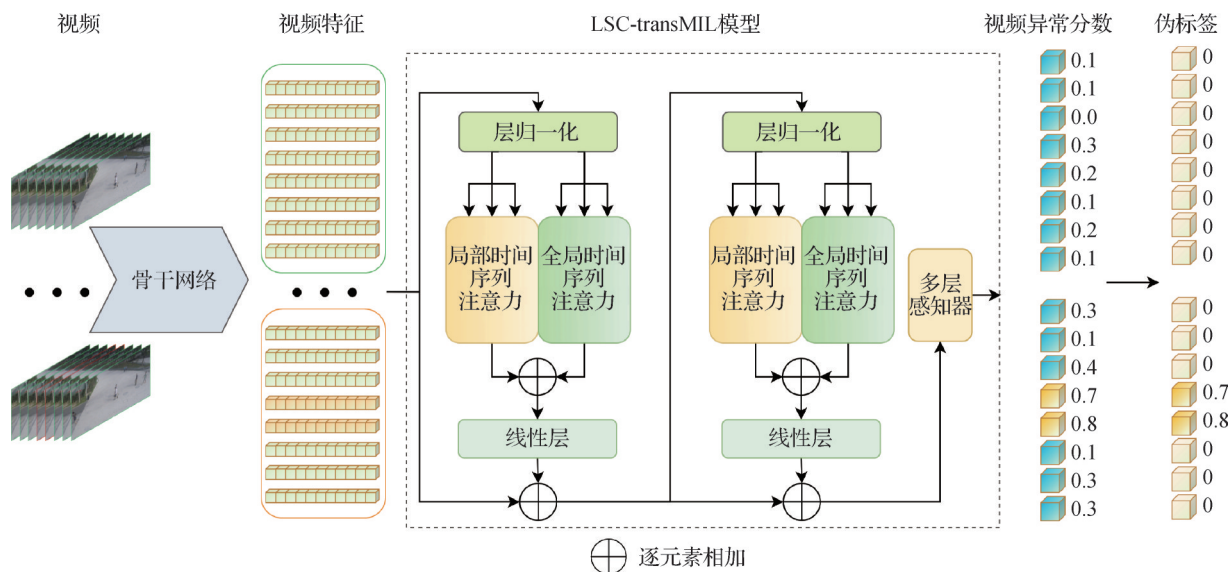 视频
视频特征
LSC-transMIL模型
视频异常分数
伪标签
骨干网络
层归一化
局部时间
序列
注意力
全局时间
序列
注意力
线性层
层归一化
局部时间
序列
注意力
全局时间
序列
注意力
线性层
多层
感知器
0.1
0.1
0.0
0.3
0.2
0.1
0.2
0.1
0.3
0.1
0.4
0.7
0.8
0.1
0.3
0.3
0
0
0
0
0
0
0
0
0
0
0
0.7
0.8
0
0
0
逐元素相加